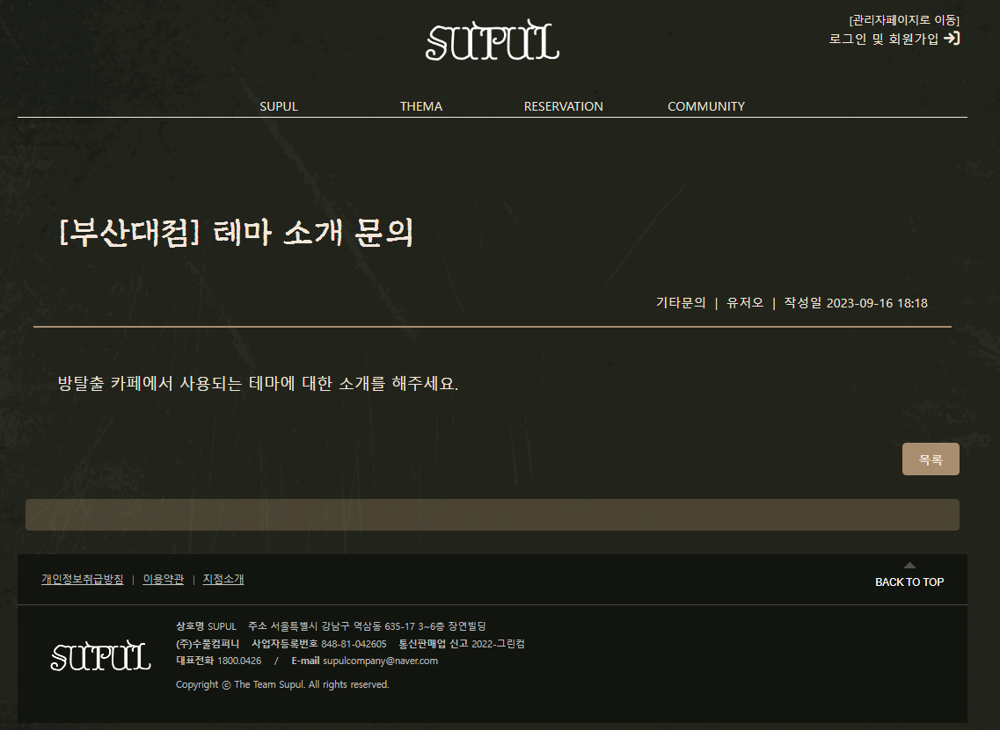 [관리자페이지로 이동]
SUPUL
로그인 및 회원가입
SUPUL THEMA RESERVATION COMMUNITY
[부산대점] 테마 소개 문의
기타문의 | 유저오 | 작성일 2023-09-16 18:18
방탈출 카페에서 사용되는 테마에 대한 소개를 해주세요.
목록
개인정보취급방침 | 이용약관 | 지점소개
BACK TO TOP
SUPUL
상호명 SUPUL 주소 서울특별시 강남구 역삼동 635-17 3~6층 장연빌딩
(주)수풀컴퍼니 사업자등록번호 848-81-042605 통신판매업 신고 2022-그린컴
대표전화 1800.0426 / E-mail supulcompany@naver.com
Copyright ⓒ The Team Supul. All rights reserved.